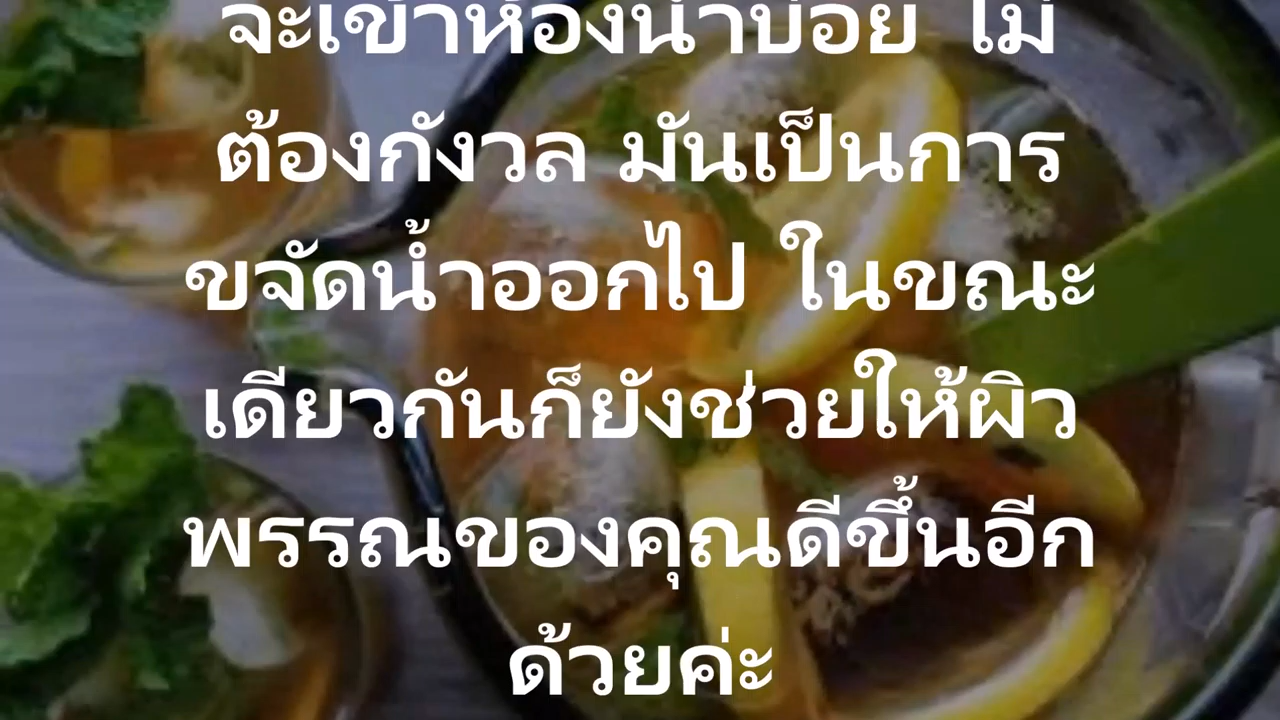 จะเข้าห้องน้ำบ่อย ไม่
ต้องกังวล มันเป็นการ
ขจัดน้ำออกไป ในขณะ
เดียวกันก็ยังช่วยให้ผิว
พรรณของคุณดีขึ้นอีก
ด้วยค่ะ